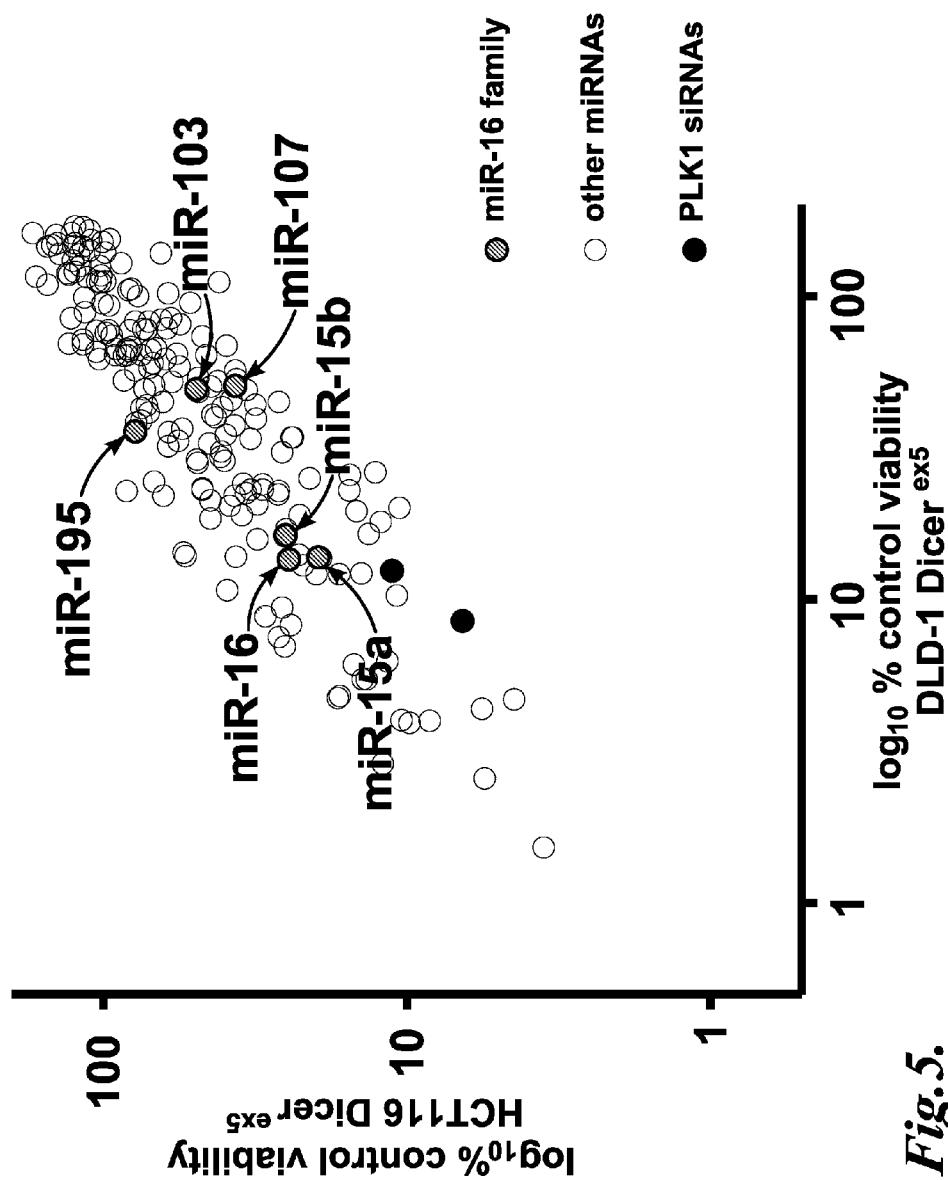 log₁₀% control viability
HCT116 Dicer ex5
100
10
1
miR-195
miR-16
miR-15a
miR-15b
miR-103
miR-107
miR-16 family
other miRNAs
PLK1 siRNAs
1
10
100
log₁₀ % control viability
DLD-1 Dicer ex5
Fig. 5.